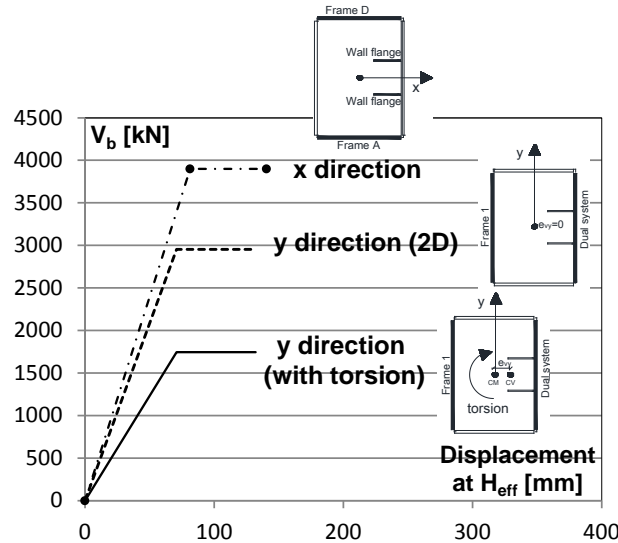 Frame D
Wall flange
x
Wall flange
Frame A
4500
4000
3500
3000
2500
2000
1500
1000
500
0
V_b [kN]
x direction
y direction (2D)
y direction
(with torsion)
y
Frame 1
e_vy=0
Dual system
y
Frame 1
e_vy
CM
CV
torsion
Dual system
Displacement
at H_eff [mm]
0
100
200
300
400